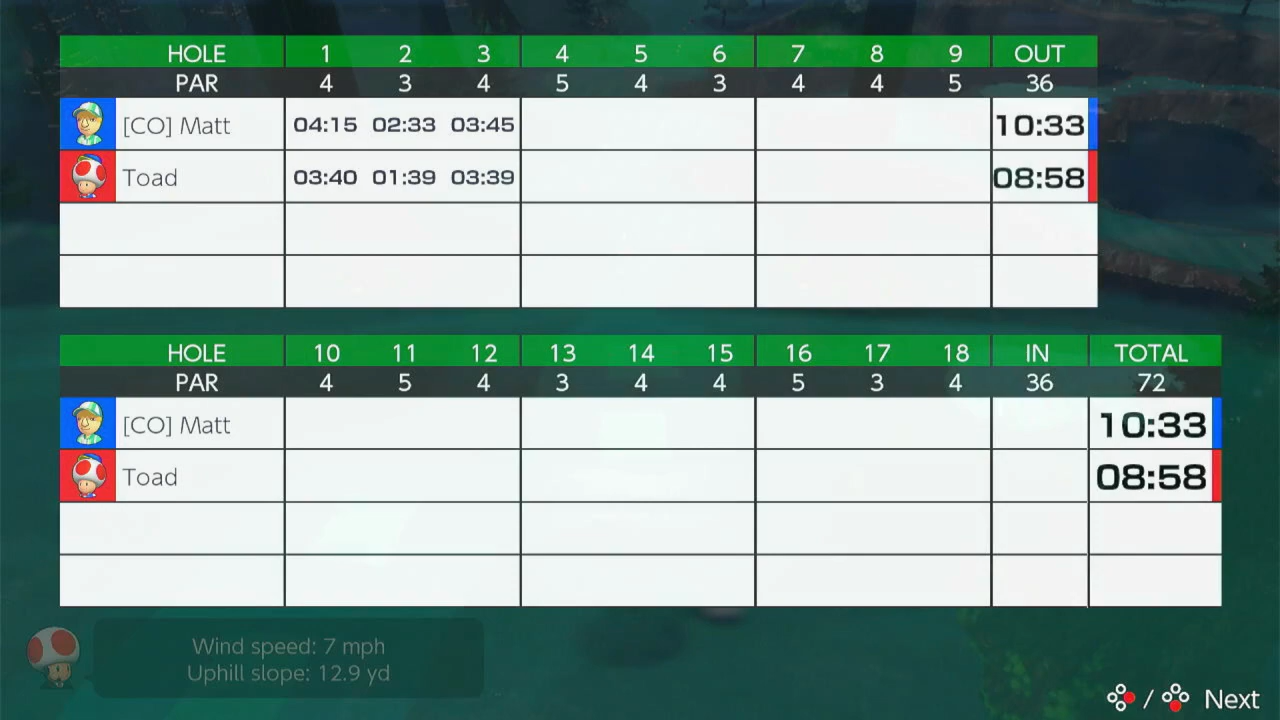 HOLE 1 2 3 4 5 6 7 8 9 OUT
PAR 4 3 4 5 4 3 4 4 5 36
[CO] Matt 04:15 02:33 03:45 10:33
Toad 03:40 01:39 03:39 08:58
HOLE 10 11 12 13 14 15 16 17 18 IN TOTAL
PAR 4 5 4 3 4 4 5 3 4 36 72
[CO] Matt 10:33
Toad 08:58
Wind speed: 7 mph
Uphill slope: 12.9 yd
/ Next